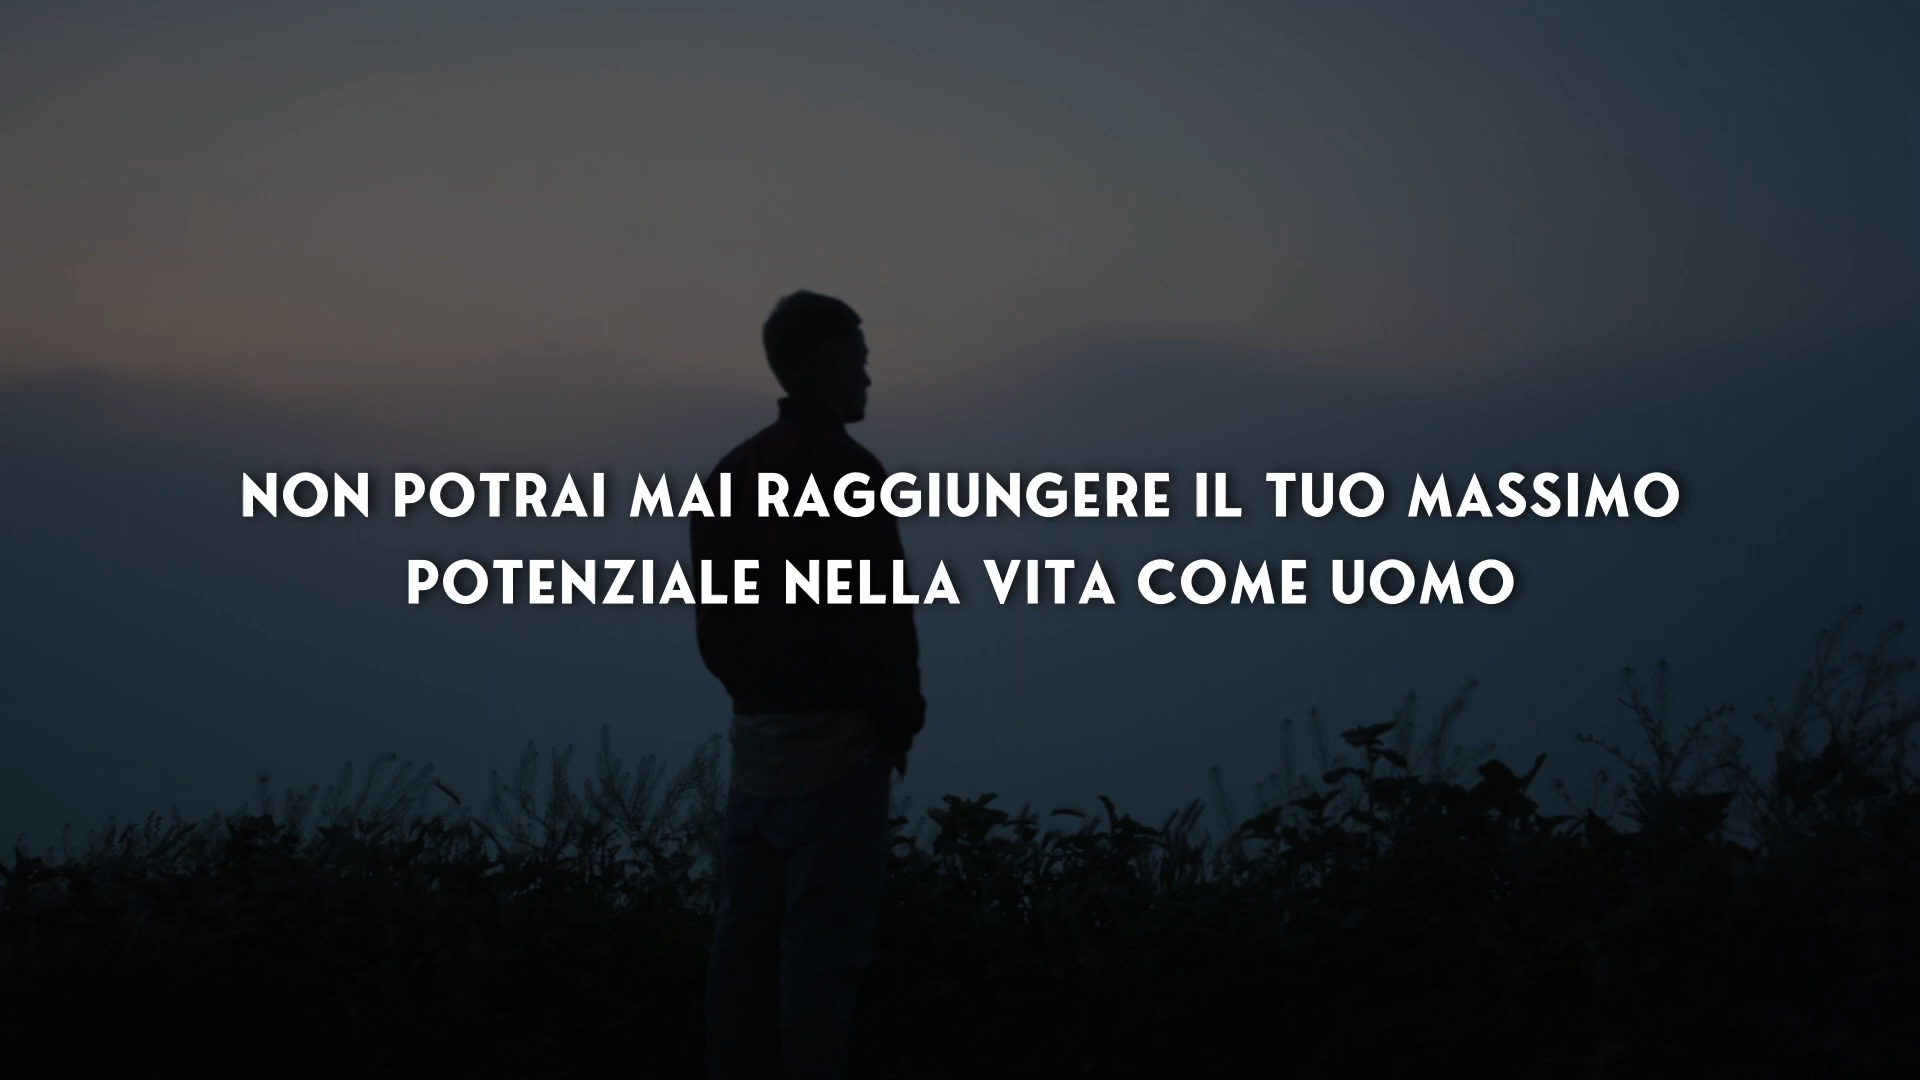 NON POTRAI MAI RAGGIUNGERE IL TUO MASSIMO
POTENZIALE NELLA VITA COME UOMO